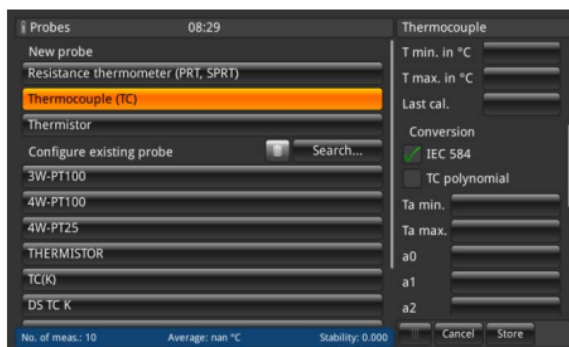 Probes 08:29
New probe
Resistance thermometer (PRT, SPRT)
Thermocouple (TC)
Thermistor
Configure existing probe Search...
3W-PT100
4W-PT100
4W-PT25
THERMISTOR
TC(K)
DS TC K
No. of meas.: 10 Average: nan °C Stability: 0.000
Thermocouple
T min. in °C
T max. in °C
Last cal.
Conversion
IEC 584
TC polynomial
Ta min.
Ta max.
a0
a1
a2
Cancel Store